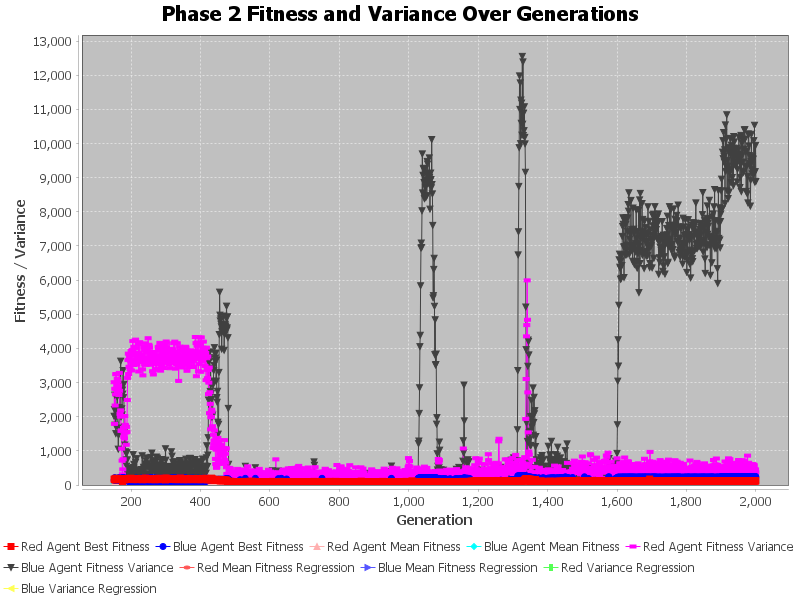 Phase 2 Fitness and Variance Over Generations
13,000
12,000
11,000
10,000
9,000
8,000
7,000
6,000
5,000
4,000
3,000
2,000
1,000
0
Fitness / Variance
200 400 600 800 1,000 1,200 1,400 1,600 1,800 2,000
Generation
Red Agent Best Fitness Blue Agent Best Fitness Red Agent Mean Fitness Blue Agent Mean Fitness Red Agent Fitness Variance
Blue Agent Fitness Variance Red Mean Fitness Regression Blue Mean Fitness Regression Red Variance Regression
Blue Variance Regression